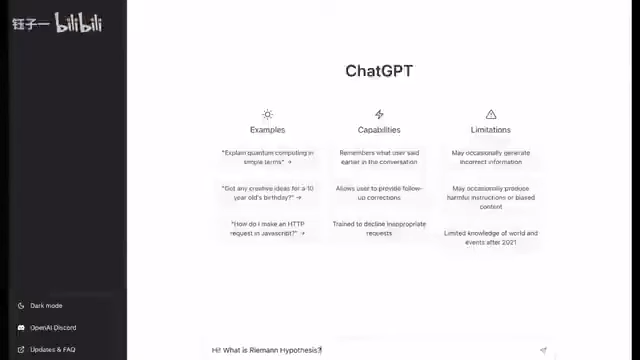 钰子一 bilibili
ChatGPT
Examples
Capabilities
Limitations
"Explain quantum computing in
simple terms" →
Remembers what user said
earlier in the conversation
May occasionally generate
incorrect information
"Got any creative ideas for a 10
year old's birthday?" →
Allows user to provide follow-
up corrections
May occasionally produce
harmful instructions or biased
content
"How do I make an HTTP
request in Javascript?" →
Trained to decline inappropriate
requests
Limited knowledge of world and
events after 2021
Dark mode
OpenAI Discord
Updates & FAQ
Hi! What is Riemann Hypothesis?